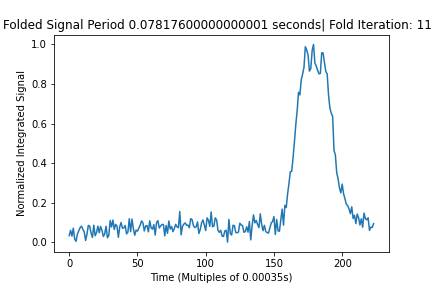 Folded Signal Period 0.07817600000000001 seconds| Fold Iteration: 11
1.0
0.8
0.6
0.4
0.2
0.0
Normalized Integrated Signal
0 50 100 150 200
Time (Multiples of 0.00035s)